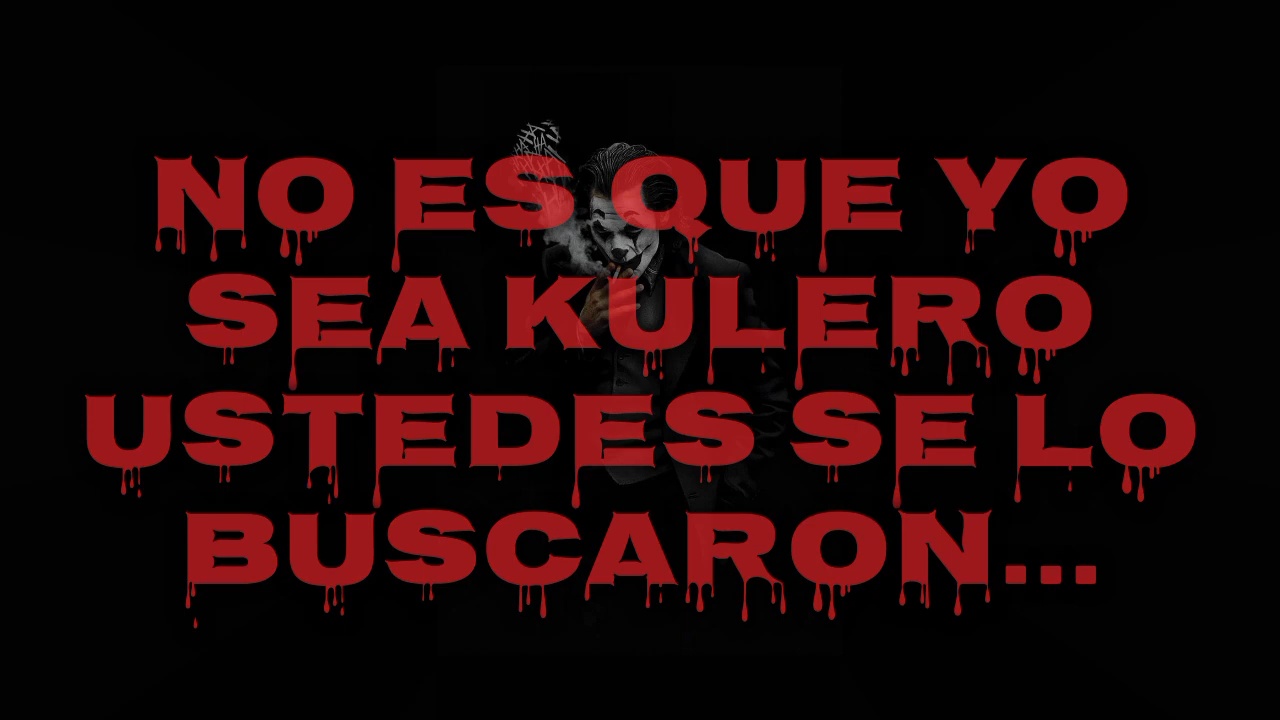 NO ES QUE YO
SEA KULERO
USTEDES SE LO
BUSCARON...